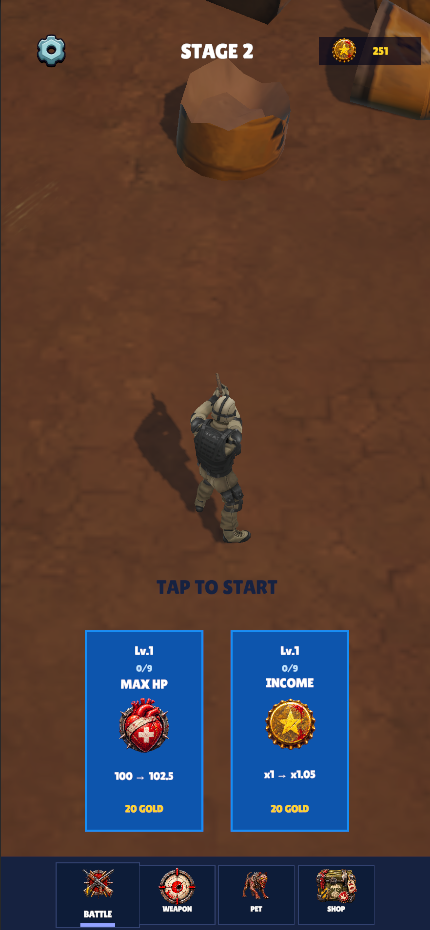 STAGE 2
251
TAP TO START
Lv.1
0/9
MAX HP
100 → 102.5
20 GOLD
Lv.1
0/9
INCOME
x1 → x1.05
20 GOLD
BATTLE
WEAPON
PET
SHOP